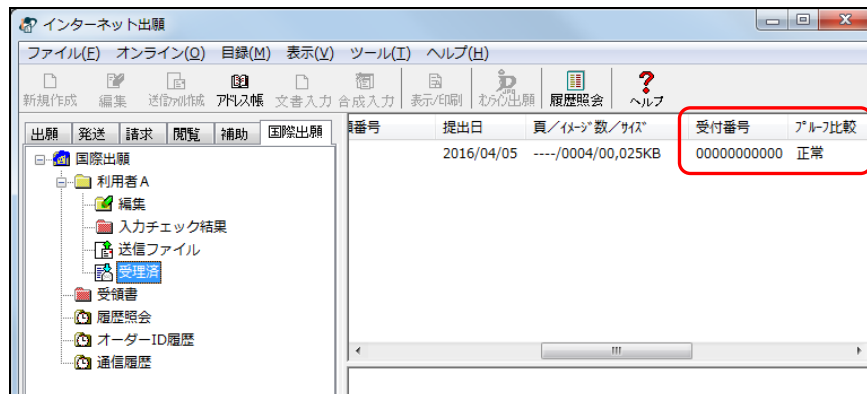 インターネット出願
ファイル(F) オンライン(O) 目録(M) 表示(V) ツール(T) ヘルプ(H)
新規作成 編集 送信ﾌｧｲﾙ作成 ｱﾄﾞﾚｽ帳 文書入力 合成入力 表示/印刷 ｵﾝﾗｲﾝ出願 履歴照会 ヘルプ
出願 発送 請求 閲覧 補助 国際出願
番号 提出日 頁／ｲﾒｰｼﾞ数／ｻｲｽﾞ 受付番号 ﾌﾟﾙｰﾌ比較
2016/04/05 ----/0004/00,025KB 00000000000 正常
国際出願
利用者A
編集
入力チェック結果
送信ファイル
受理済
受領書
履歴照会
オーダーID履歴
通信履歴